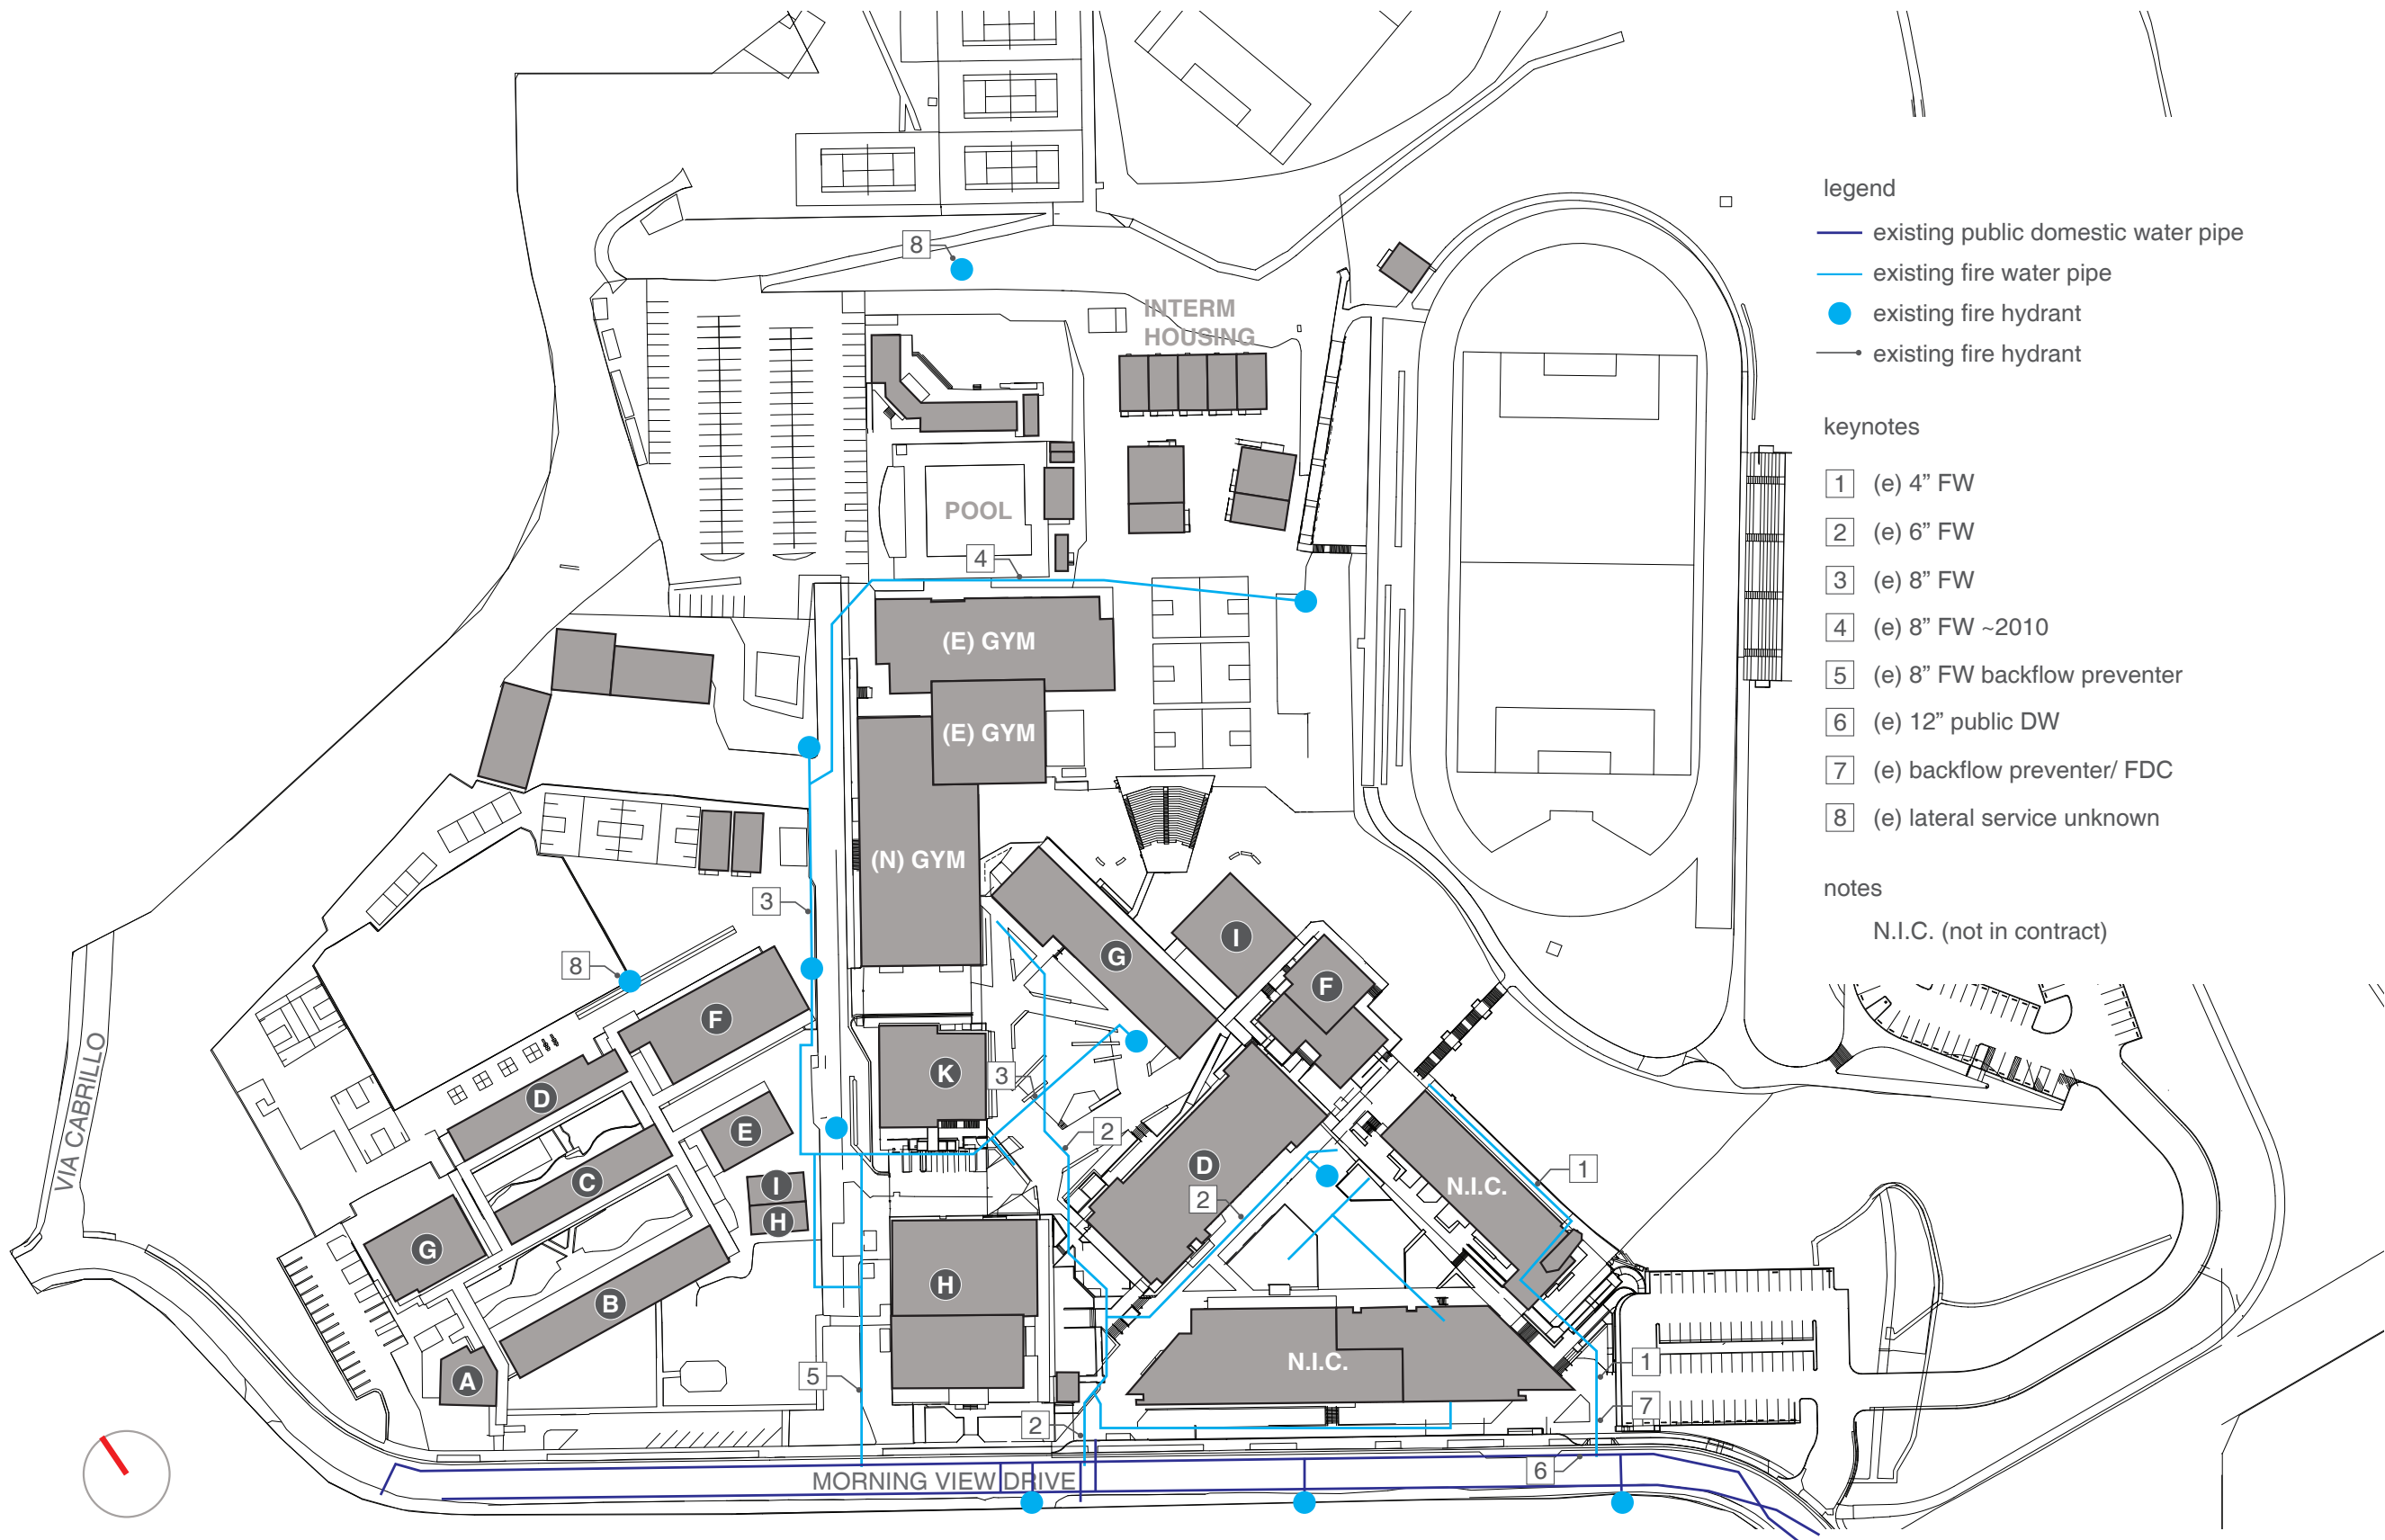 legend
existing public domestic water pipe
existing fire water pipe
existing fire hydrant
existing fire hydrant
keynotes
1 (e) 4” FW
2 (e) 6” FW
3 (e) 8” FW
4 (e) 8” FW ~2010
5 (e) 8” FW backflow preventer
6 (e) 12” public DW
7 (e) backflow preventer/ FDC
8 (e) lateral service unknown
notes
N.I.C. (not in contract)
8
INTERM
HOUSING
POOL
4
(E) GYM
(E) GYM
(N) GYM
3
8
G
I
F
F
K
3
D
E
2
C
I
H
D
2
N.I.C.
1
G
B
H
A
5
N.I.C.
1
7
2
6
VIA CABRILLO
MORNING VIEW DRIVE